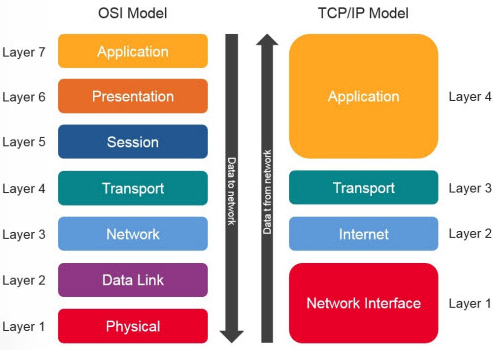 OSI Model
TCP/IP Model
Layer 7
Application
Layer 6
Presentation
Layer 5
Session
Layer 4
Transport
Layer 3
Network
Layer 2
Data Link
Layer 1
Physical
Data to network
Data t from network
Application
Layer 4
Transport
Layer 3
Internet
Layer 2
Network Interface
Layer 1